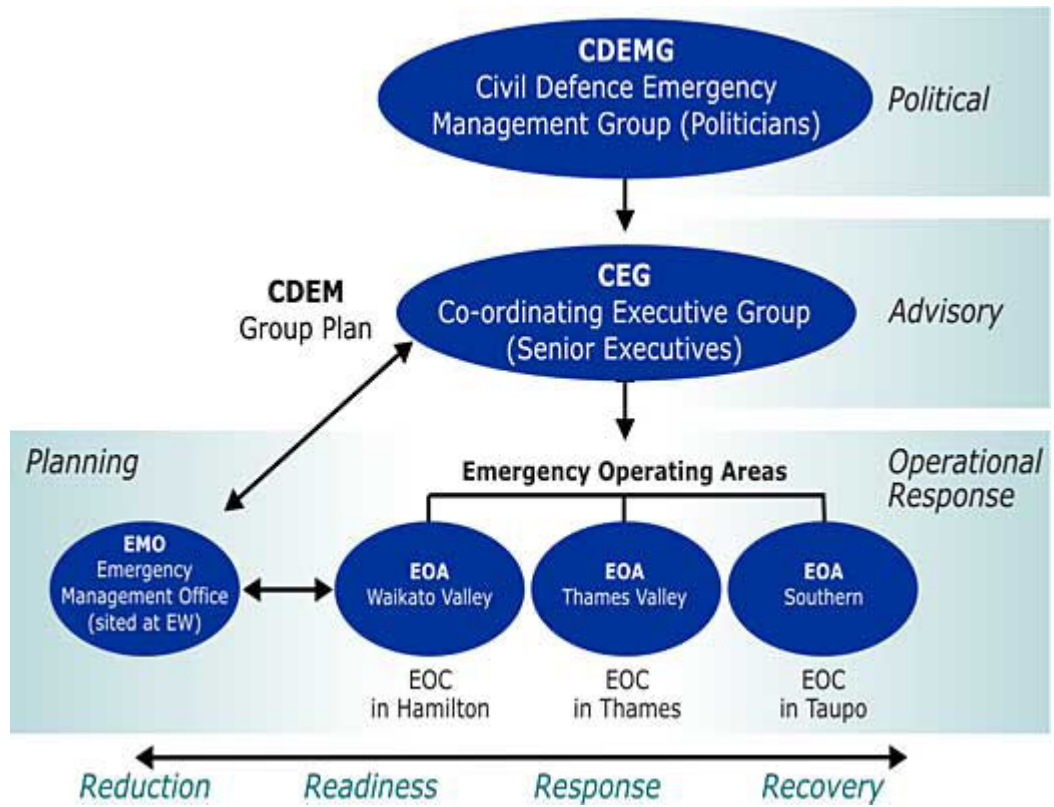 CDEMG
Civil Defence Emergency
Management Group (Politicians)
Political
CEG
Co-ordinating Executive Group
(Senior Executives)
Advisory
CDEM
Group Plan
Planning
Emergency Operating Areas
Operational
Response
EMO
Emergency
Management Office
(sited at EW)
EOA
Waikato Valley
EOA
Thames Valley
EOA
Southern
EOC
in Hamilton
EOC
in Thames
EOC
in Taupo
Reduction
Readiness
Response
Recovery